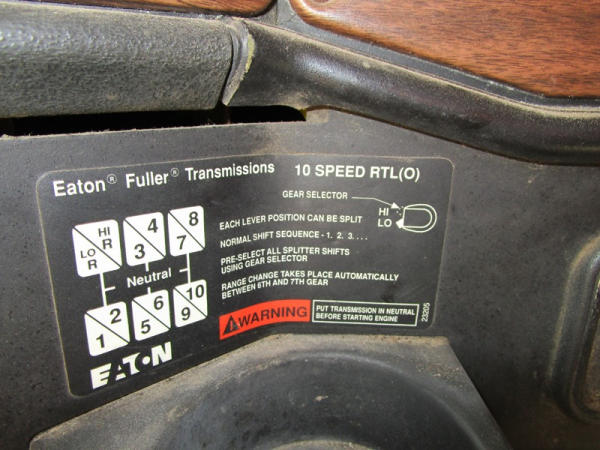 Eaton® Fuller® Transmissions 10 SPEED RTL(O)
GEAR SELECTOR
HI
LO
EACH LEVER POSITION CAN BE SPLIT
NORMAL SHIFT SEQUENCE - 1. 2. 3. . . .
PRE-SELECT ALL SPLITTER SHIFTS
USING GEAR SELECTOR
RANGE CHANGE TAKES PLACE AUTOMATICALLY
BETWEEN 6TH AND 7TH GEAR
HI R 4 8
LO R 3 7
Neutral
2 6 10
1 5 9
WARNING
PUT TRANSMISSION IN NEUTRAL
BEFORE STARTING ENGINE
23205
EATON